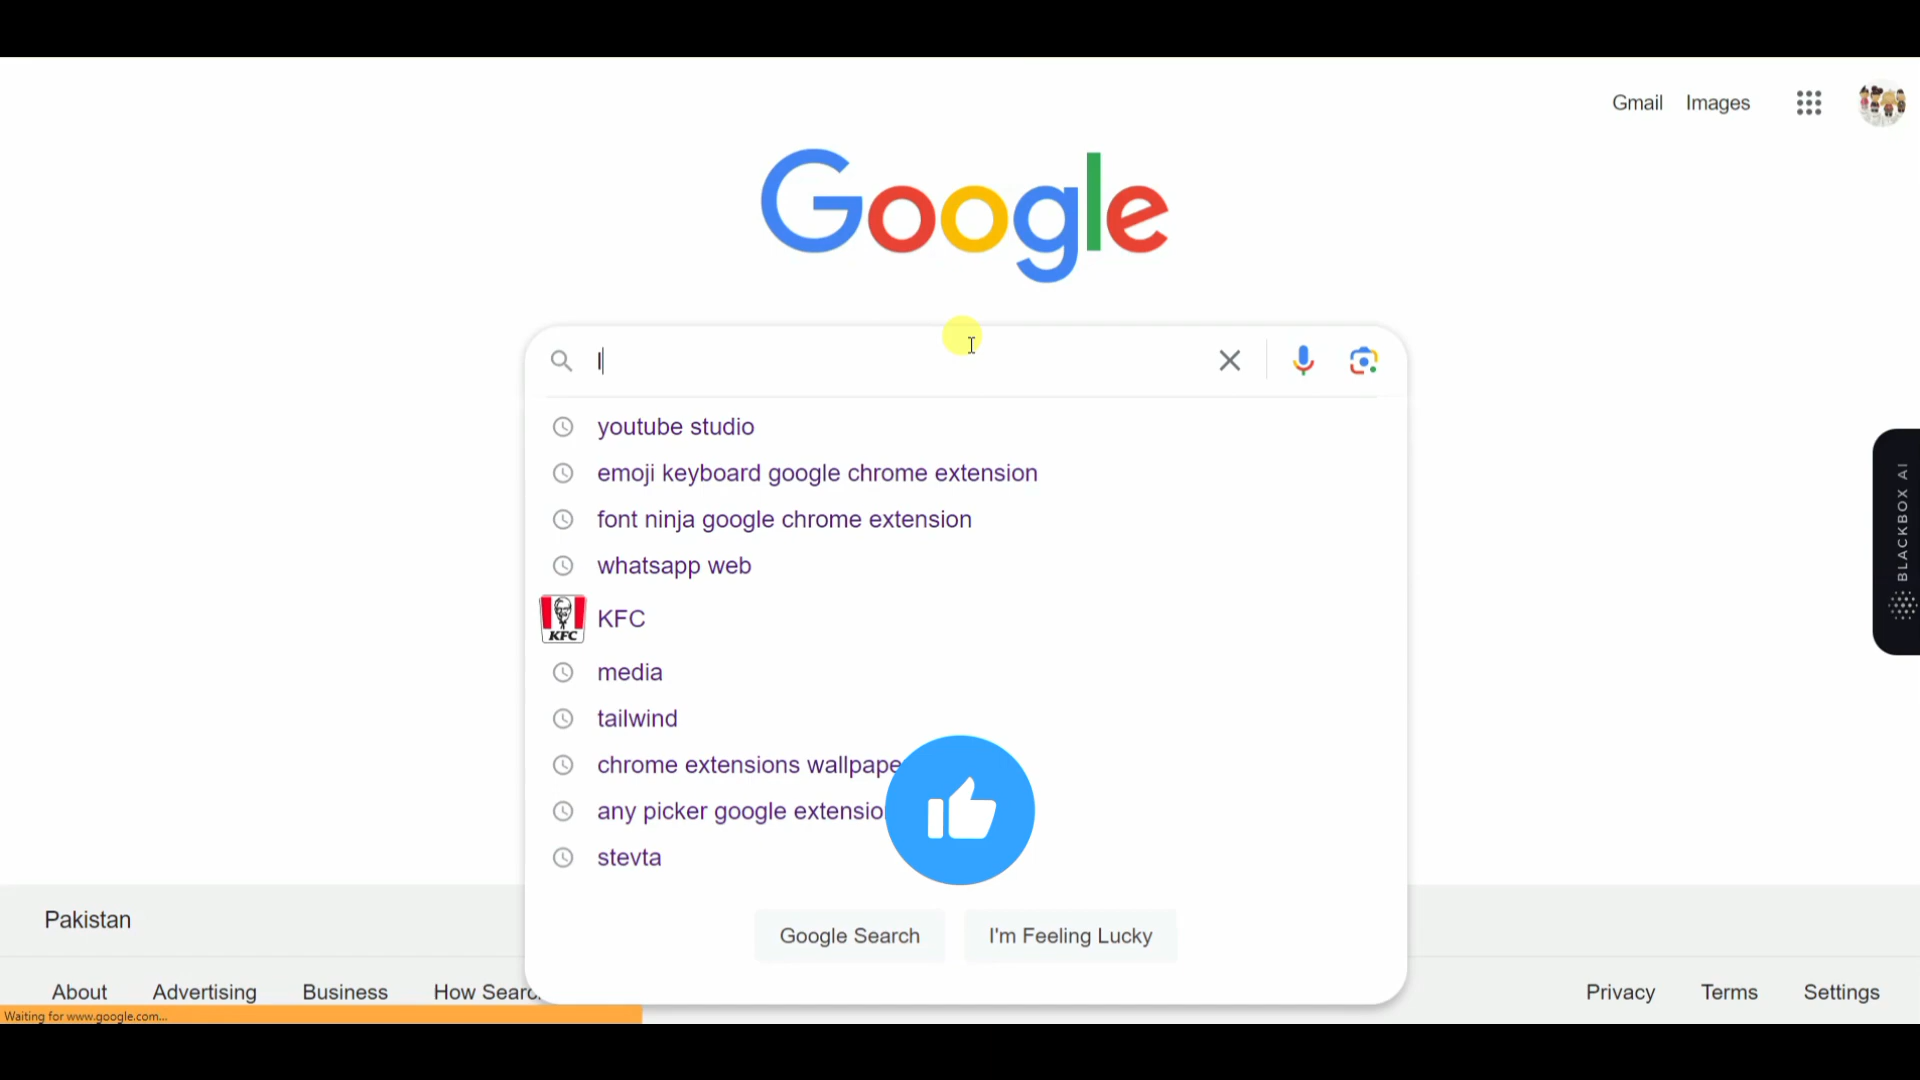 Gmail Images
Google
l
youtube studio
emoji keyboard google chrome extension
font ninja google chrome extension
whatsapp web
KFC
KFC
media
tailwind
chrome extensions wallpape
any picker google extensio
stevta
BLACKBOX AI
Google Search I'm Feeling Lucky
Pakistan
About Advertising Business How Searc Privacy Terms Settings
Waiting for www.google.com...